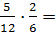 5/12 · 2/6 =